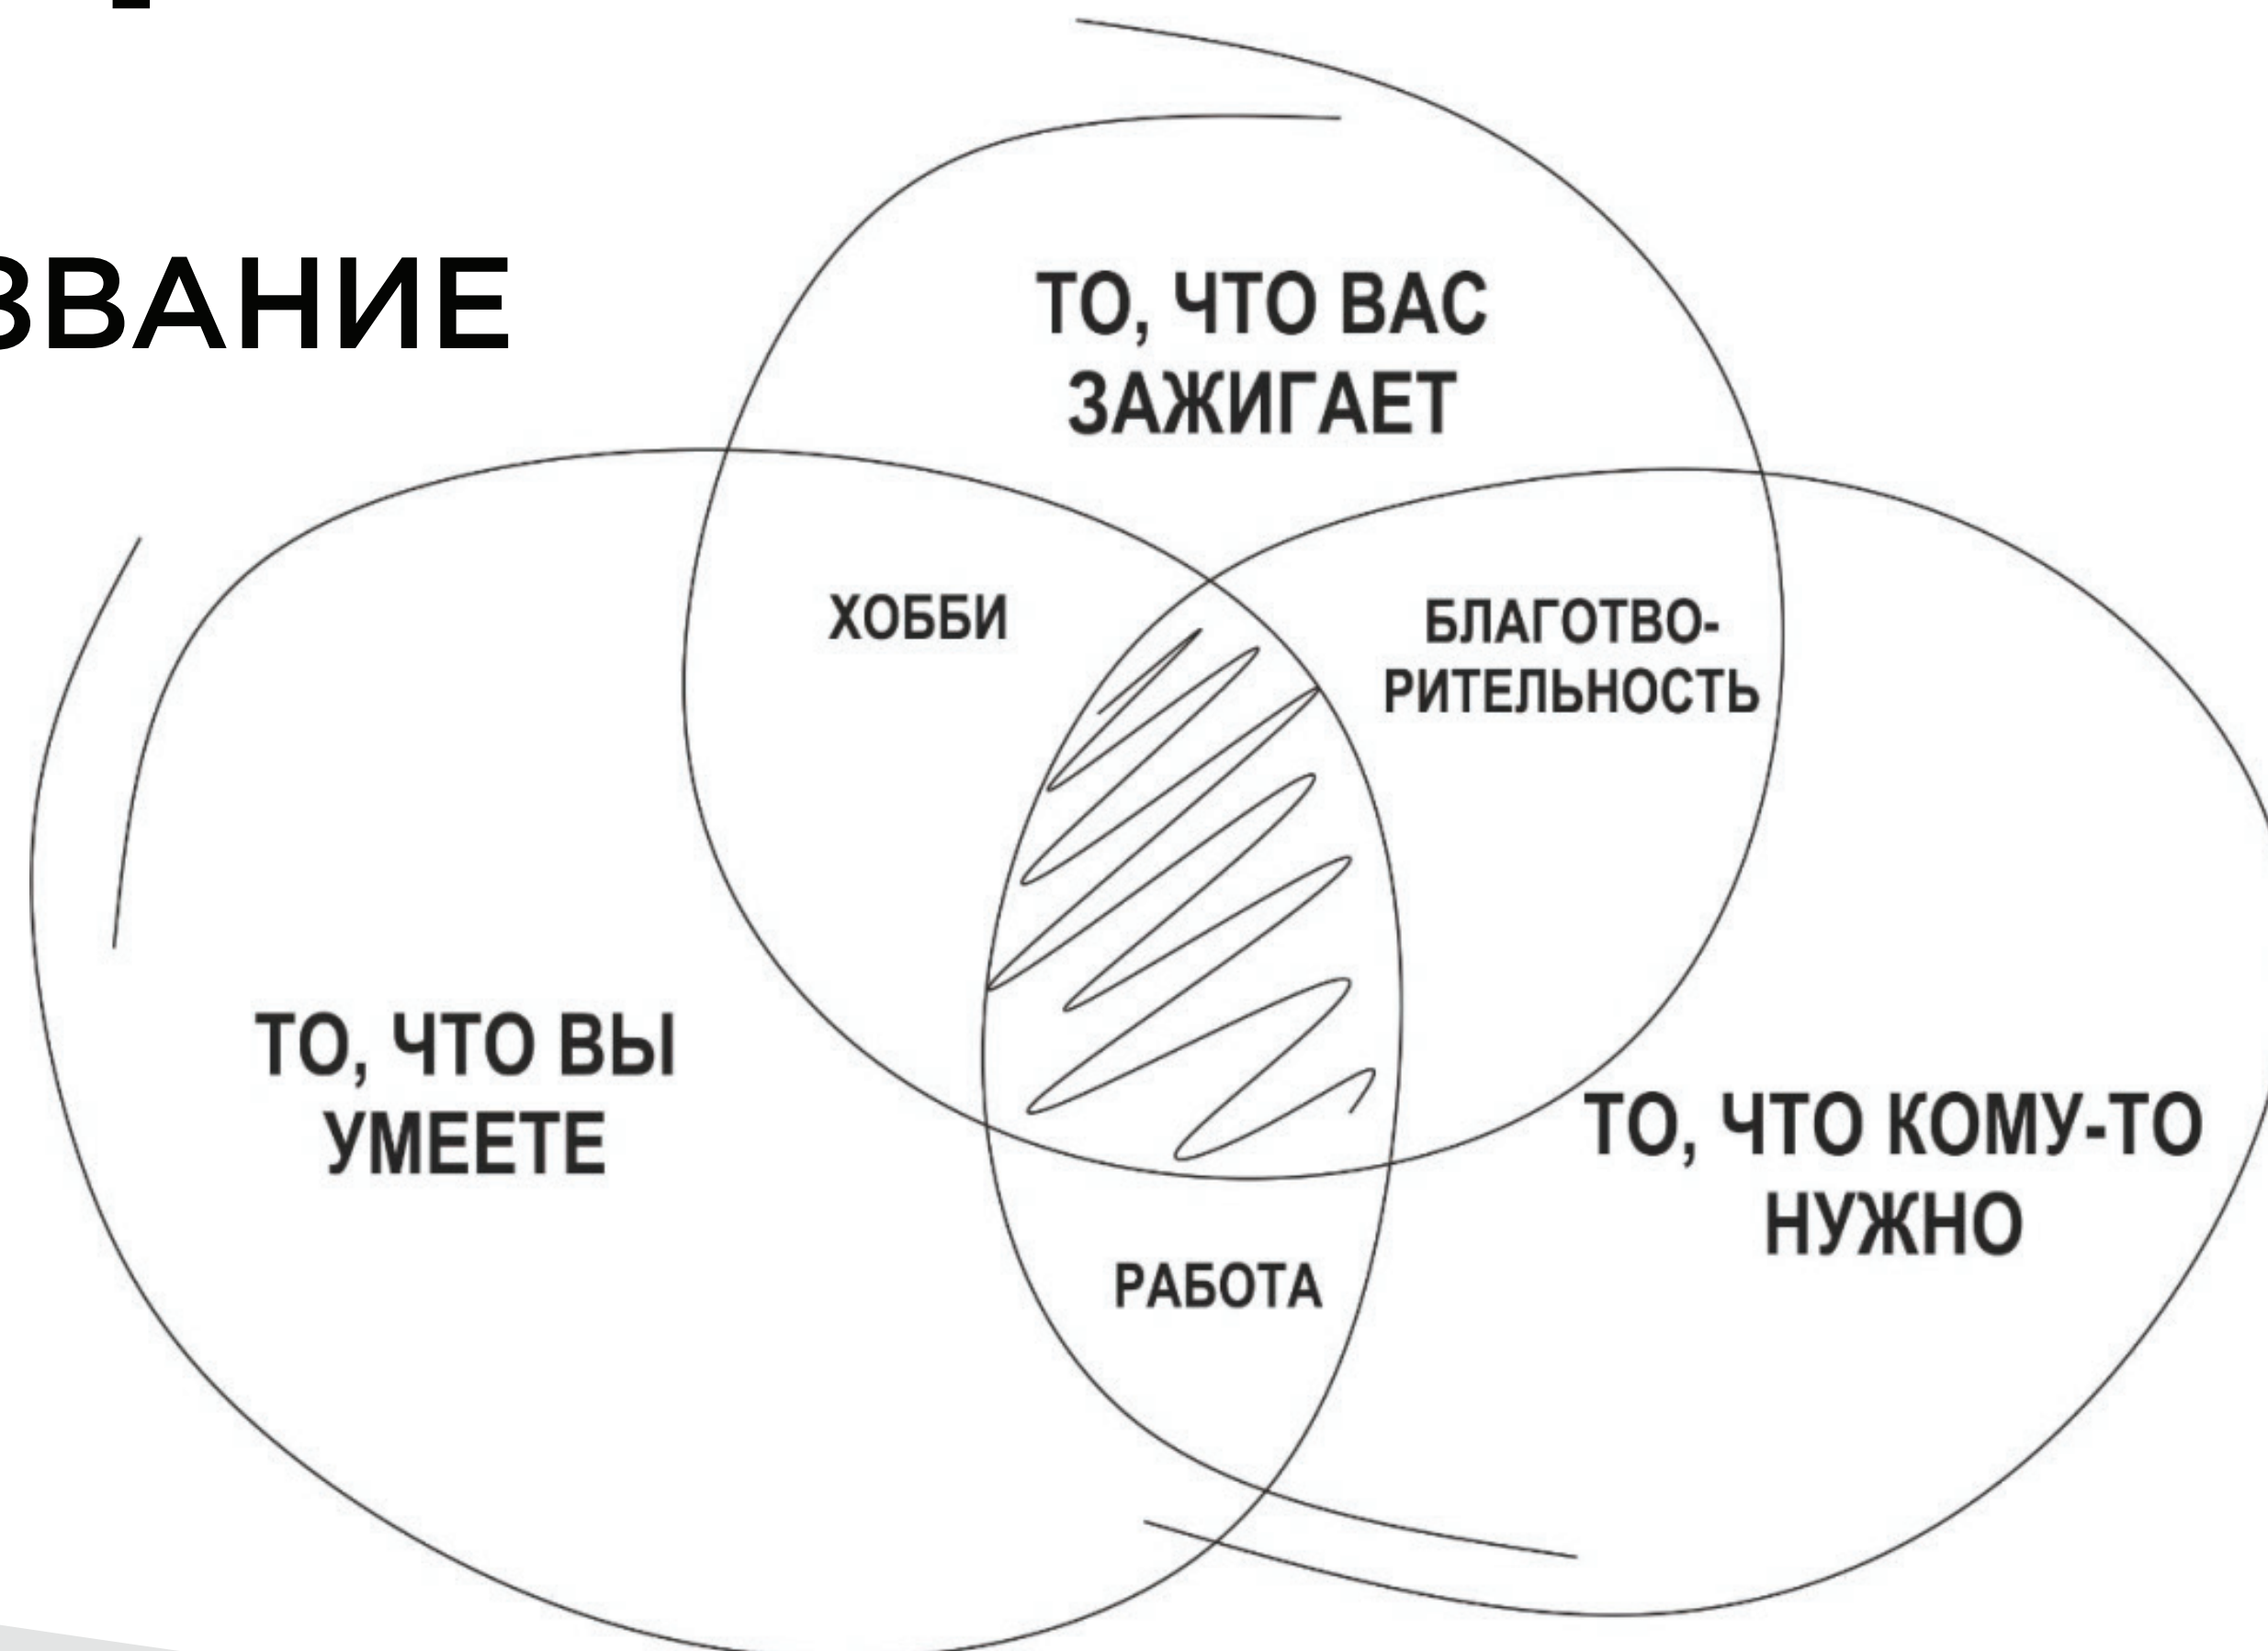 ЗВАНИЕ
ТО, ЧТО ВАС
ЗАЖИГАЕТ
ХОББИ
БЛАГОТВО-
РИТЕЛЬНОСТЬ
ТО, ЧТО ВЫ
УМЕЕТЕ
ТО, ЧТО КОМУ-ТО
НУЖНО
РАБОТА